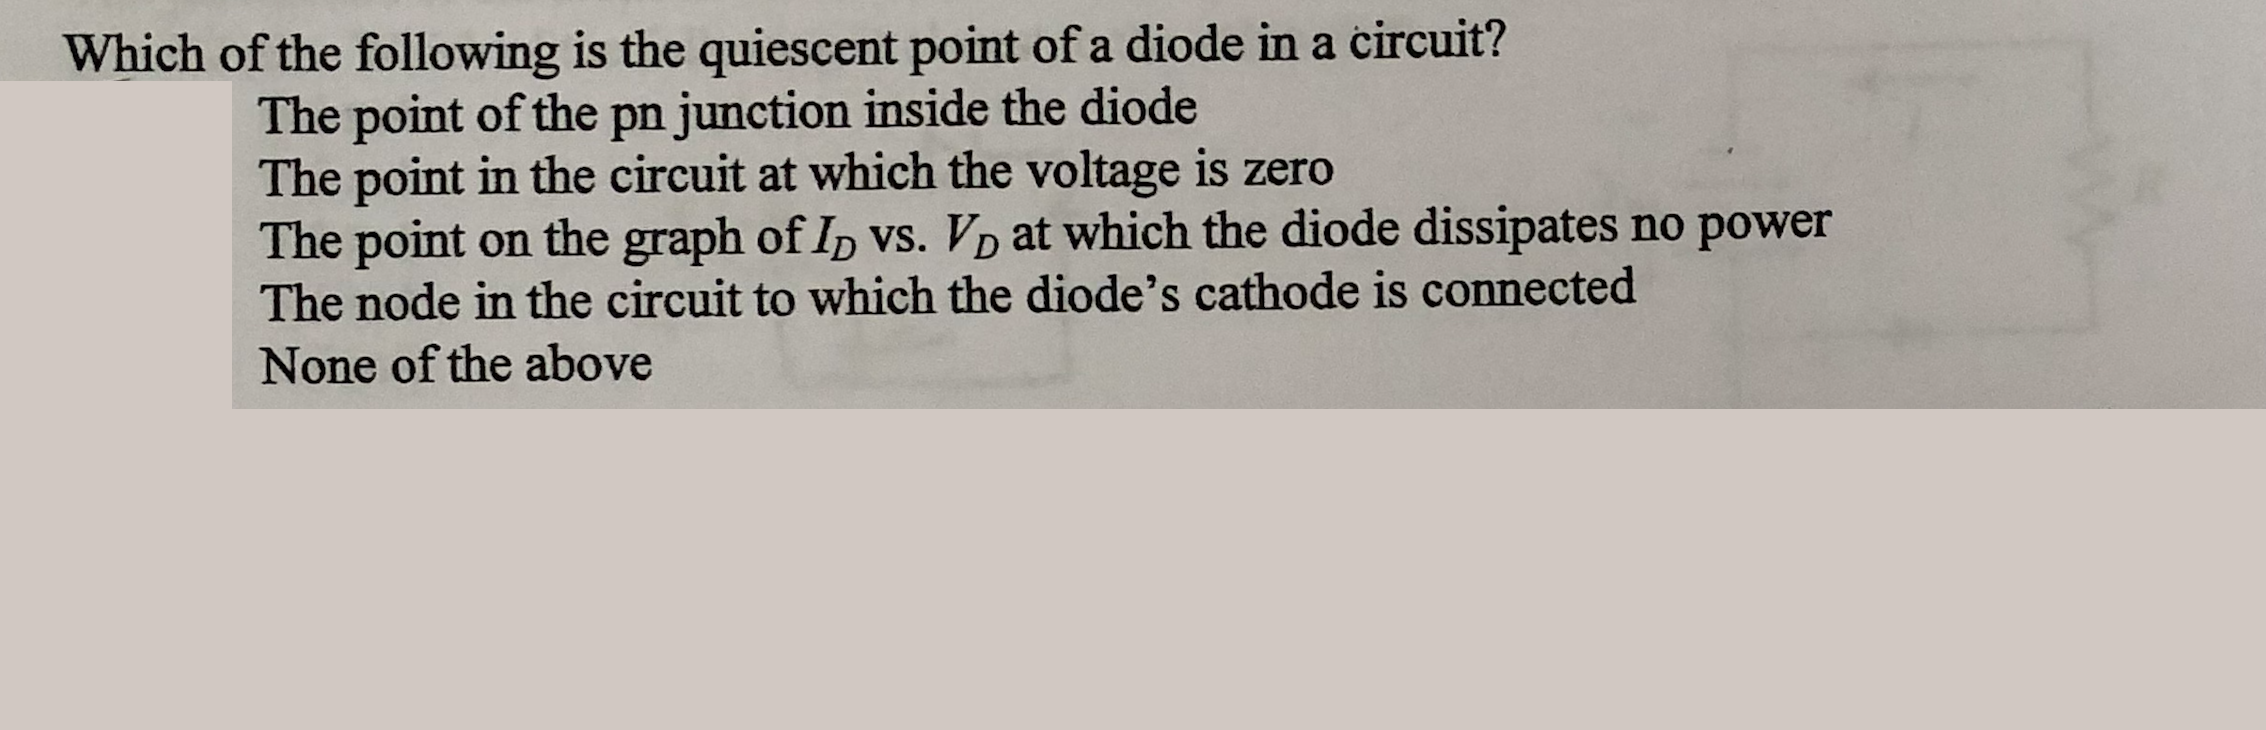 Which of the following is the quiescent point of a diode in a circuit?
The point of the pn junction inside the diode
The point in the circuit at which the voltage is zero
The point on the graph of I_D vs. V_D at which the diode dissipates no power
The node in the circuit to which the diode’s cathode is connected
None of the above